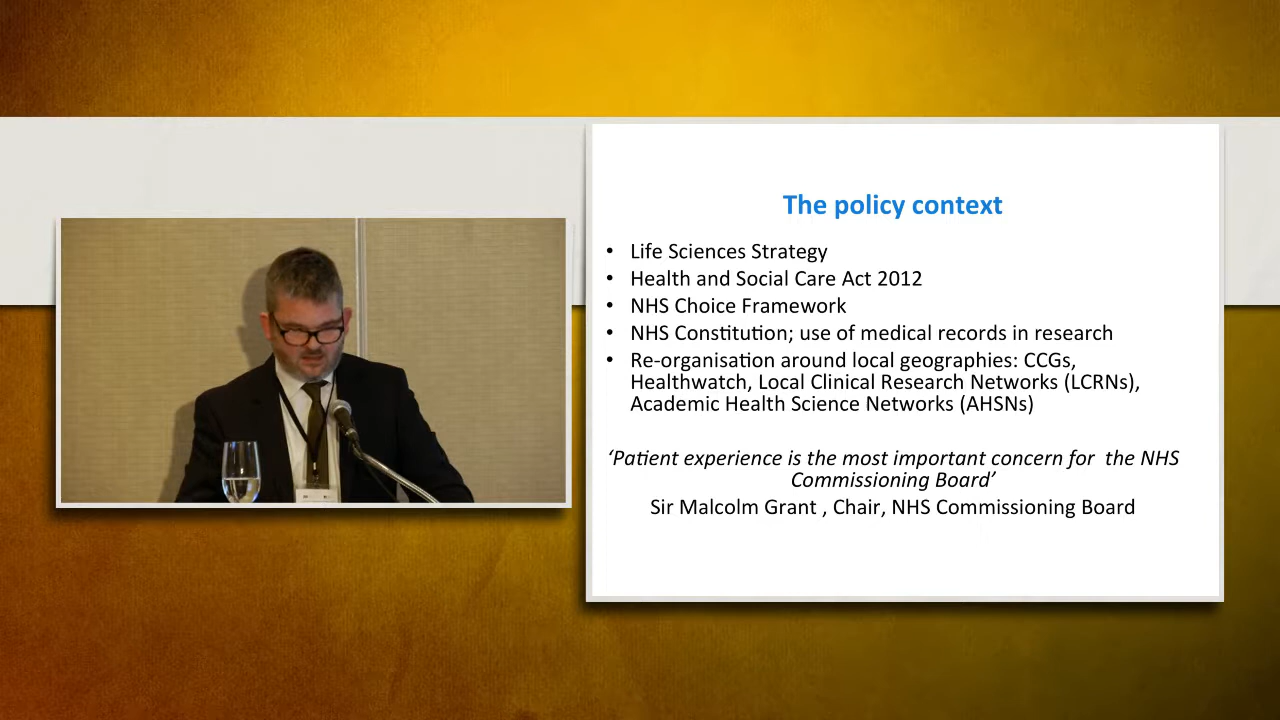 The policy context
• Life Sciences Strategy
• Health and Social Care Act 2012
• NHS Choice Framework
• NHS Constitution; use of medical records in research
• Re-organisation around local geographies: CCGs,
Healthwatch, Local Clinical Research Networks (LCRNs),
Academic Health Science Networks (AHSNs)
‘Patient experience is the most important concern for  the NHS
Commissioning Board’
Sir Malcolm Grant , Chair, NHS Commissioning Board